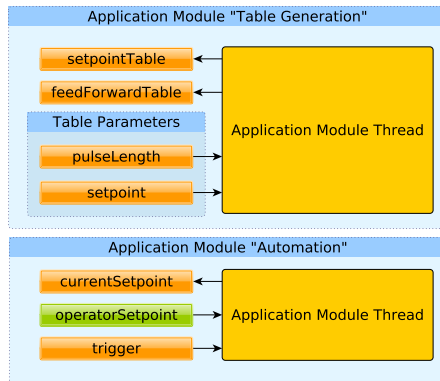 Application Module "Table Generation"
setpointTable
feedForwardTable
Table Parameters
pulseLength
setpoint
Application Module Thread
Application Module "Automation"
currentSetpoint
operatorSetpoint
trigger
Application Module Thread